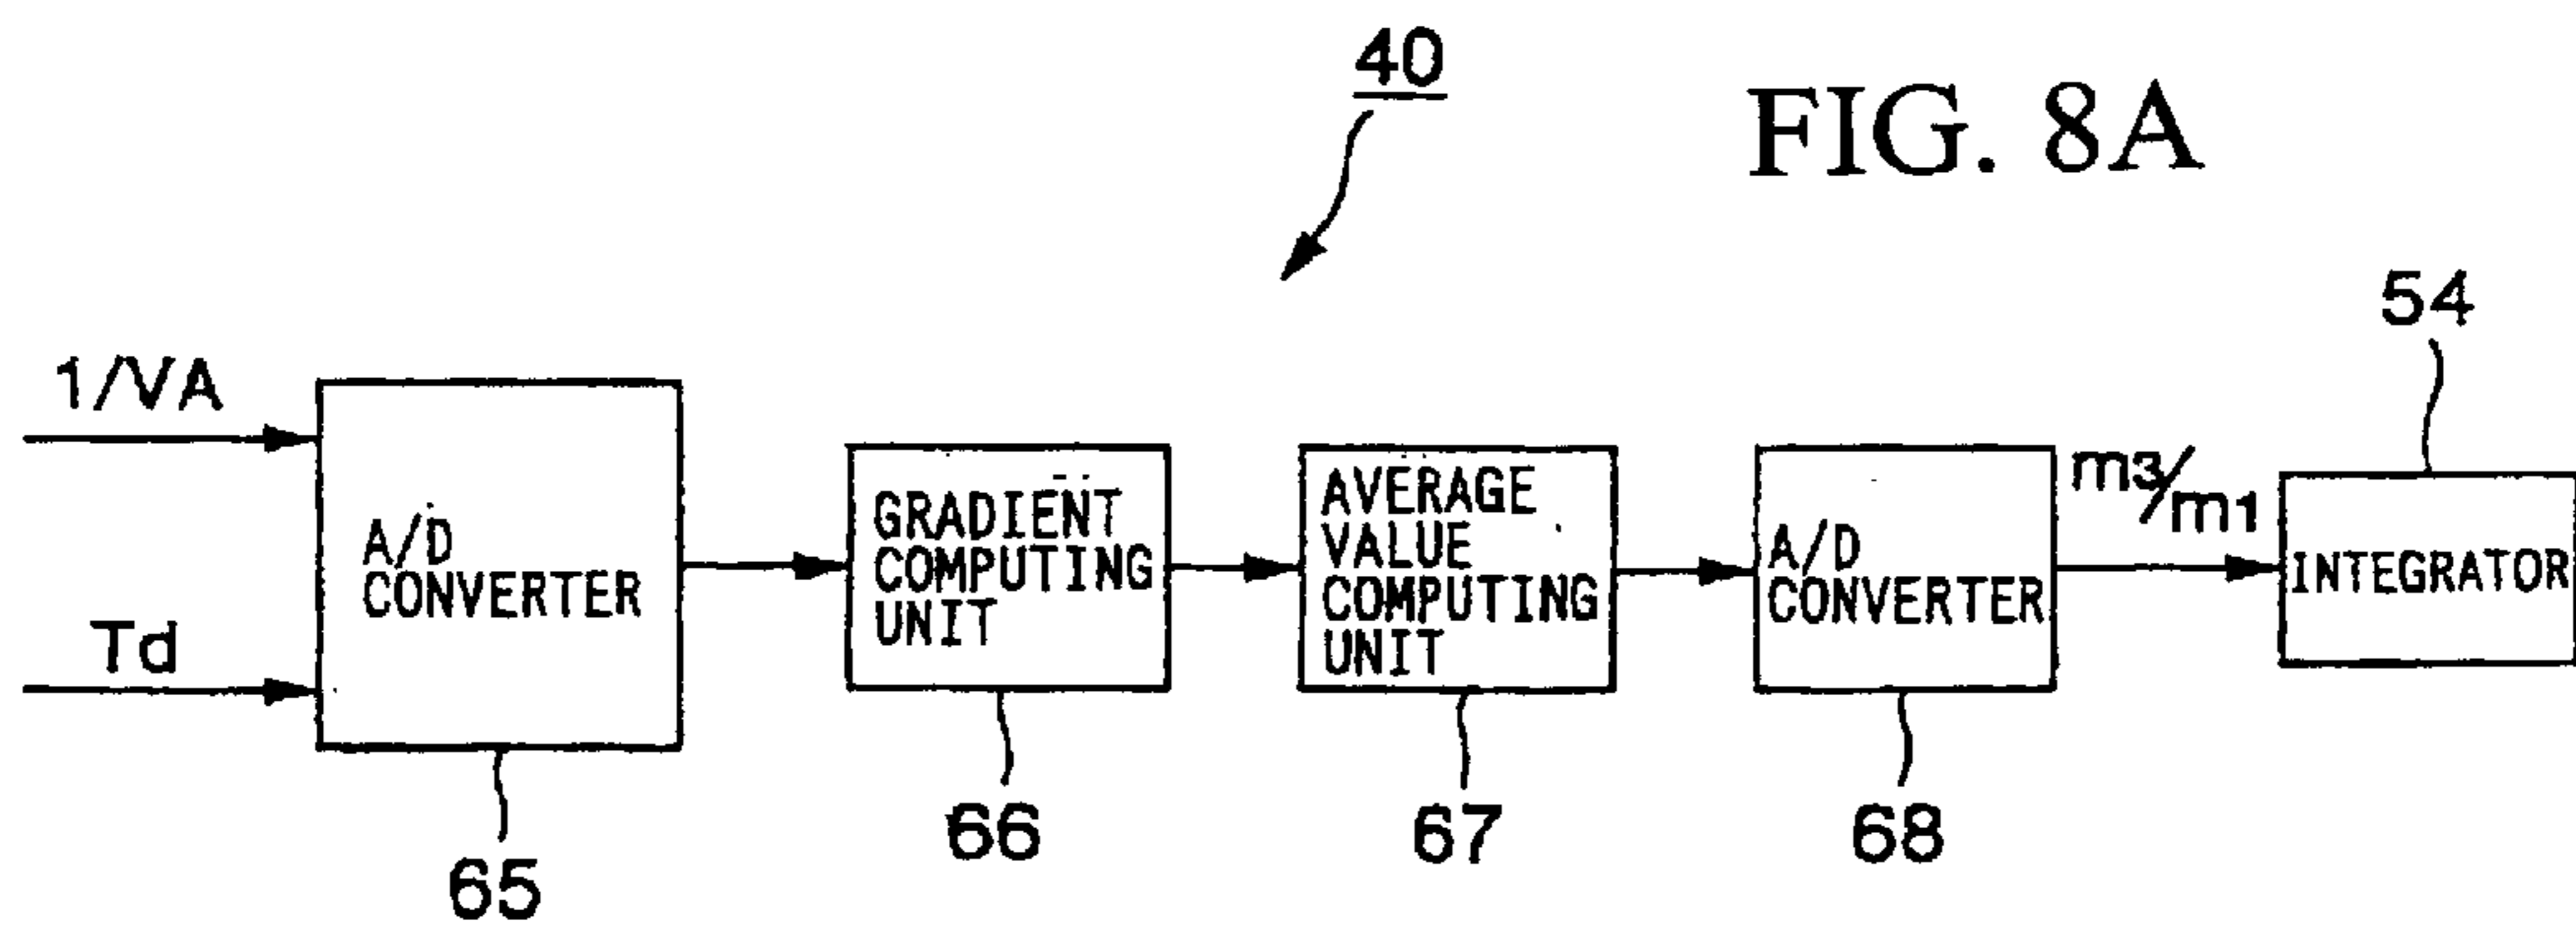 40
FIG. 8A
54
1/VA
Td
A/D
CONVERTER
GRADIENT
COMPUTING
UNIT
AVERAGE
VALUE
COMPUTING
UNIT
A/D
CONVERTER
m3/m1
INTEGRATOR
65
66
67
68